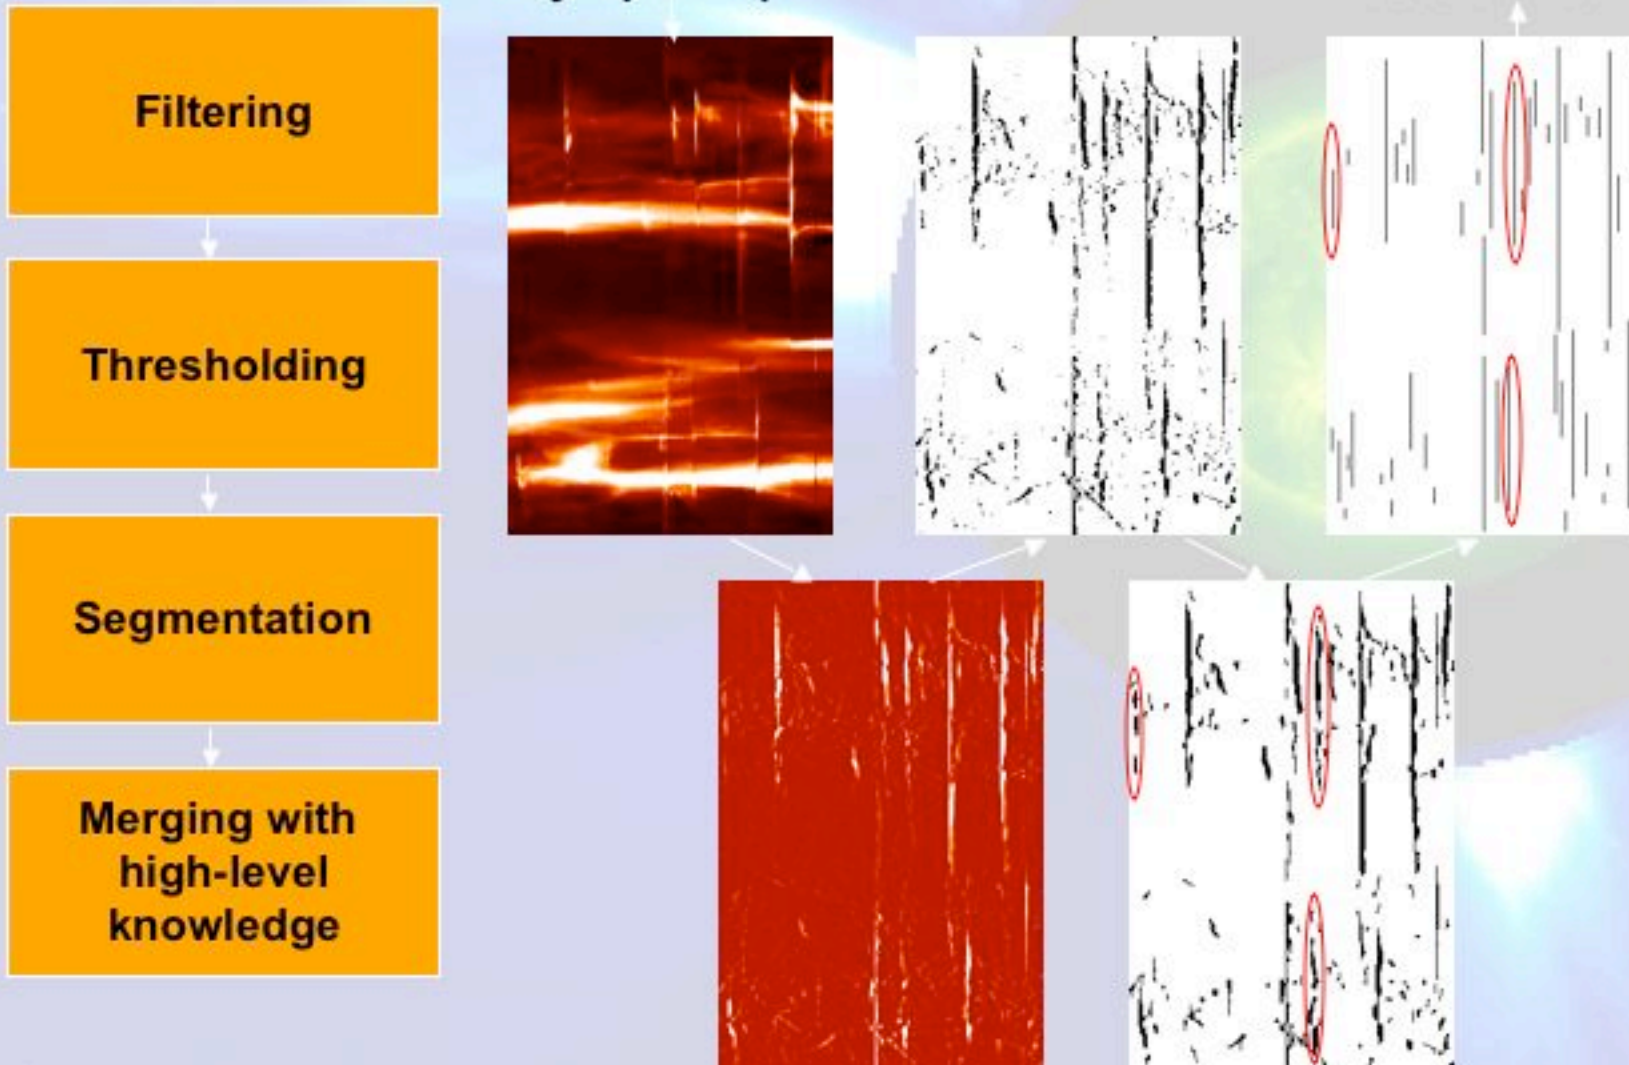 Filtering
Thresholding
Segmentation
Merging with
high-level
knowledge